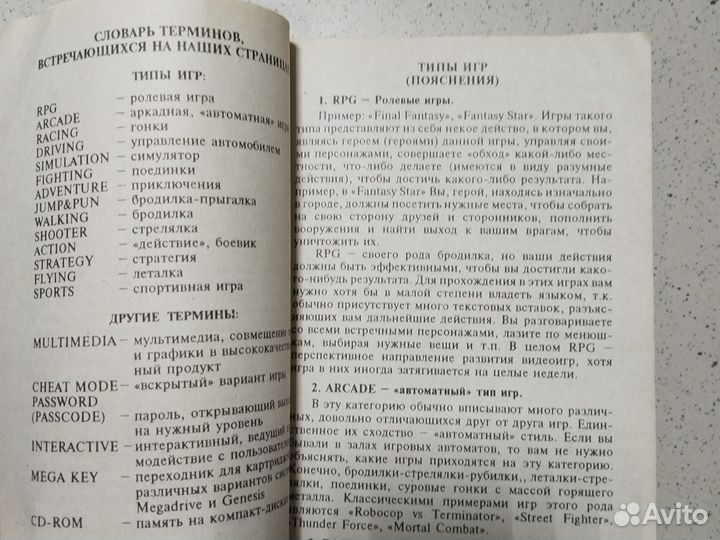 СЛОВАРЬ ТЕРМИНОВ,
ВСТРЕЧАЮЩИХСЯ НА НАШИХ СТРАНИЦА
ТИПЫ ИГР:
RPG – ролевая игра
ARCADE – аркадная, «автоматная» игра
RACING – гонки
DRIVING – управление автомобилем
SIMULATION – симулятор
FIGHTING – поединки
ADVENTURE – приключения
JUMP&PUN – бродилка-прыгалка
WALKING – бродилка
SHOOTER – стрелялка
ACTION – «действие», боевик
STRATEGY – стратегия
FLYING – леталка
SPORTS – спортивная игра
ДРУГИЕ ТЕРМИНЫ:
MULTIMEDIA – мультимедиа, совмещение
и графики в высококачест
ный продукт
CHEAT MODE – «вскрытый» вариант игры
PASSWORD
(PASSCODE) – пароль, открывающий вых
на нужный уровень
INTERACTIVE – интерактивный, ведущий
модействие с пользовател
MEGA KEY – переходник для картридж
различных вариантов сис
Megadrive и Genesis
CD-ROM – память на компакт-диск
ТИПЫ ИГР
(ПОЯСНЕНИЯ)
1. RPG – Ролевые игры.
Пример: «Final Fantasy», «Fantasy Star». Игры такого
типа представляют из себя некое действо, в котором вы,
являясь героем (героями) данной игры, управляя свои-
ми персонажами, совершаете «обход» какой-либо мест-
ности, что-либо делаете (имеются в виду разумные
действия), чтобы достичь какого-либо результата. На-
пример, в «Fantasy Star» Вы, герой, находясь изначально
в городе, должны посетить нужные места, чтобы собрать
на свою сторону друзей и сторонников, пополнить
вооружения и найти выход к вашим врагам, чтобы
уничтожить их.
RPG – своего рода бродилка, но ваши действия
должны быть эффективными, чтобы вы достигли како-
го-нибудь результата. Для прохождения в этих играх вам
нужно хотя бы в малой степени владеть языком, т.к.
обычно присутствует много текстовых вставок, разъяс-
няющих вам дальнейшие действия. Вы разговариваете
со всеми встречными персонажами, лазите по менюш-
кам, выбирая нужные вещи и т.п. В целом RPG –
перспективное направление развития видеоигр, хотя
игра в них иногда затягивается на целые недели.
2. ARCADE – «автоматный» тип игр.
В эту категорию обычно вписывают много различ-
ных, довольно отличающихся друг от друга игр. Един-
ственное их сходство – «автоматный» стиль. Если вы
бывали в залах игровых автоматов, то вам не нужно
объяснять, какие игры приходятся на эту категорию.
Конечно, бродилки-стрелялки-рубилки,, леталки-стре-
лялки, поединки, суровые гонки с массой горящего
металла. Классическими примерами игр этого рода
являются «Robocop vs Terminator», «Street Fighter»,
«Thunder Force», «Mortal Combat».
Avito